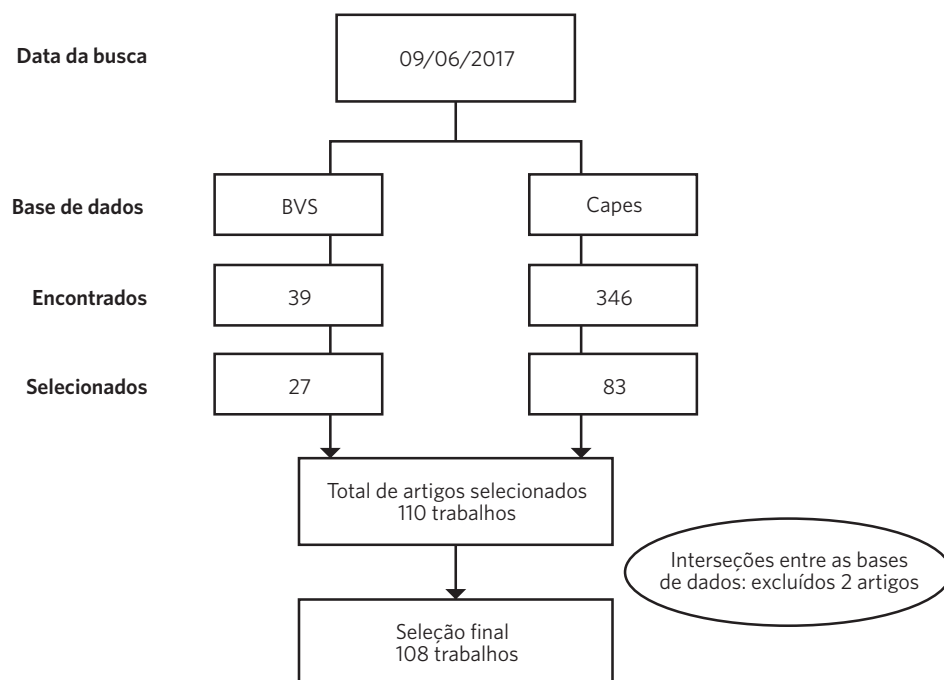 Data da busca
09/06/2017
Base de dados
BVS
Capes
Encontrados
39
346
Selecionados
27
83
Total de artigos selecionados
110 trabalhos
Interseções entre as bases
de dados: excluídos 2 artigos
Seleção final
108 trabalhos